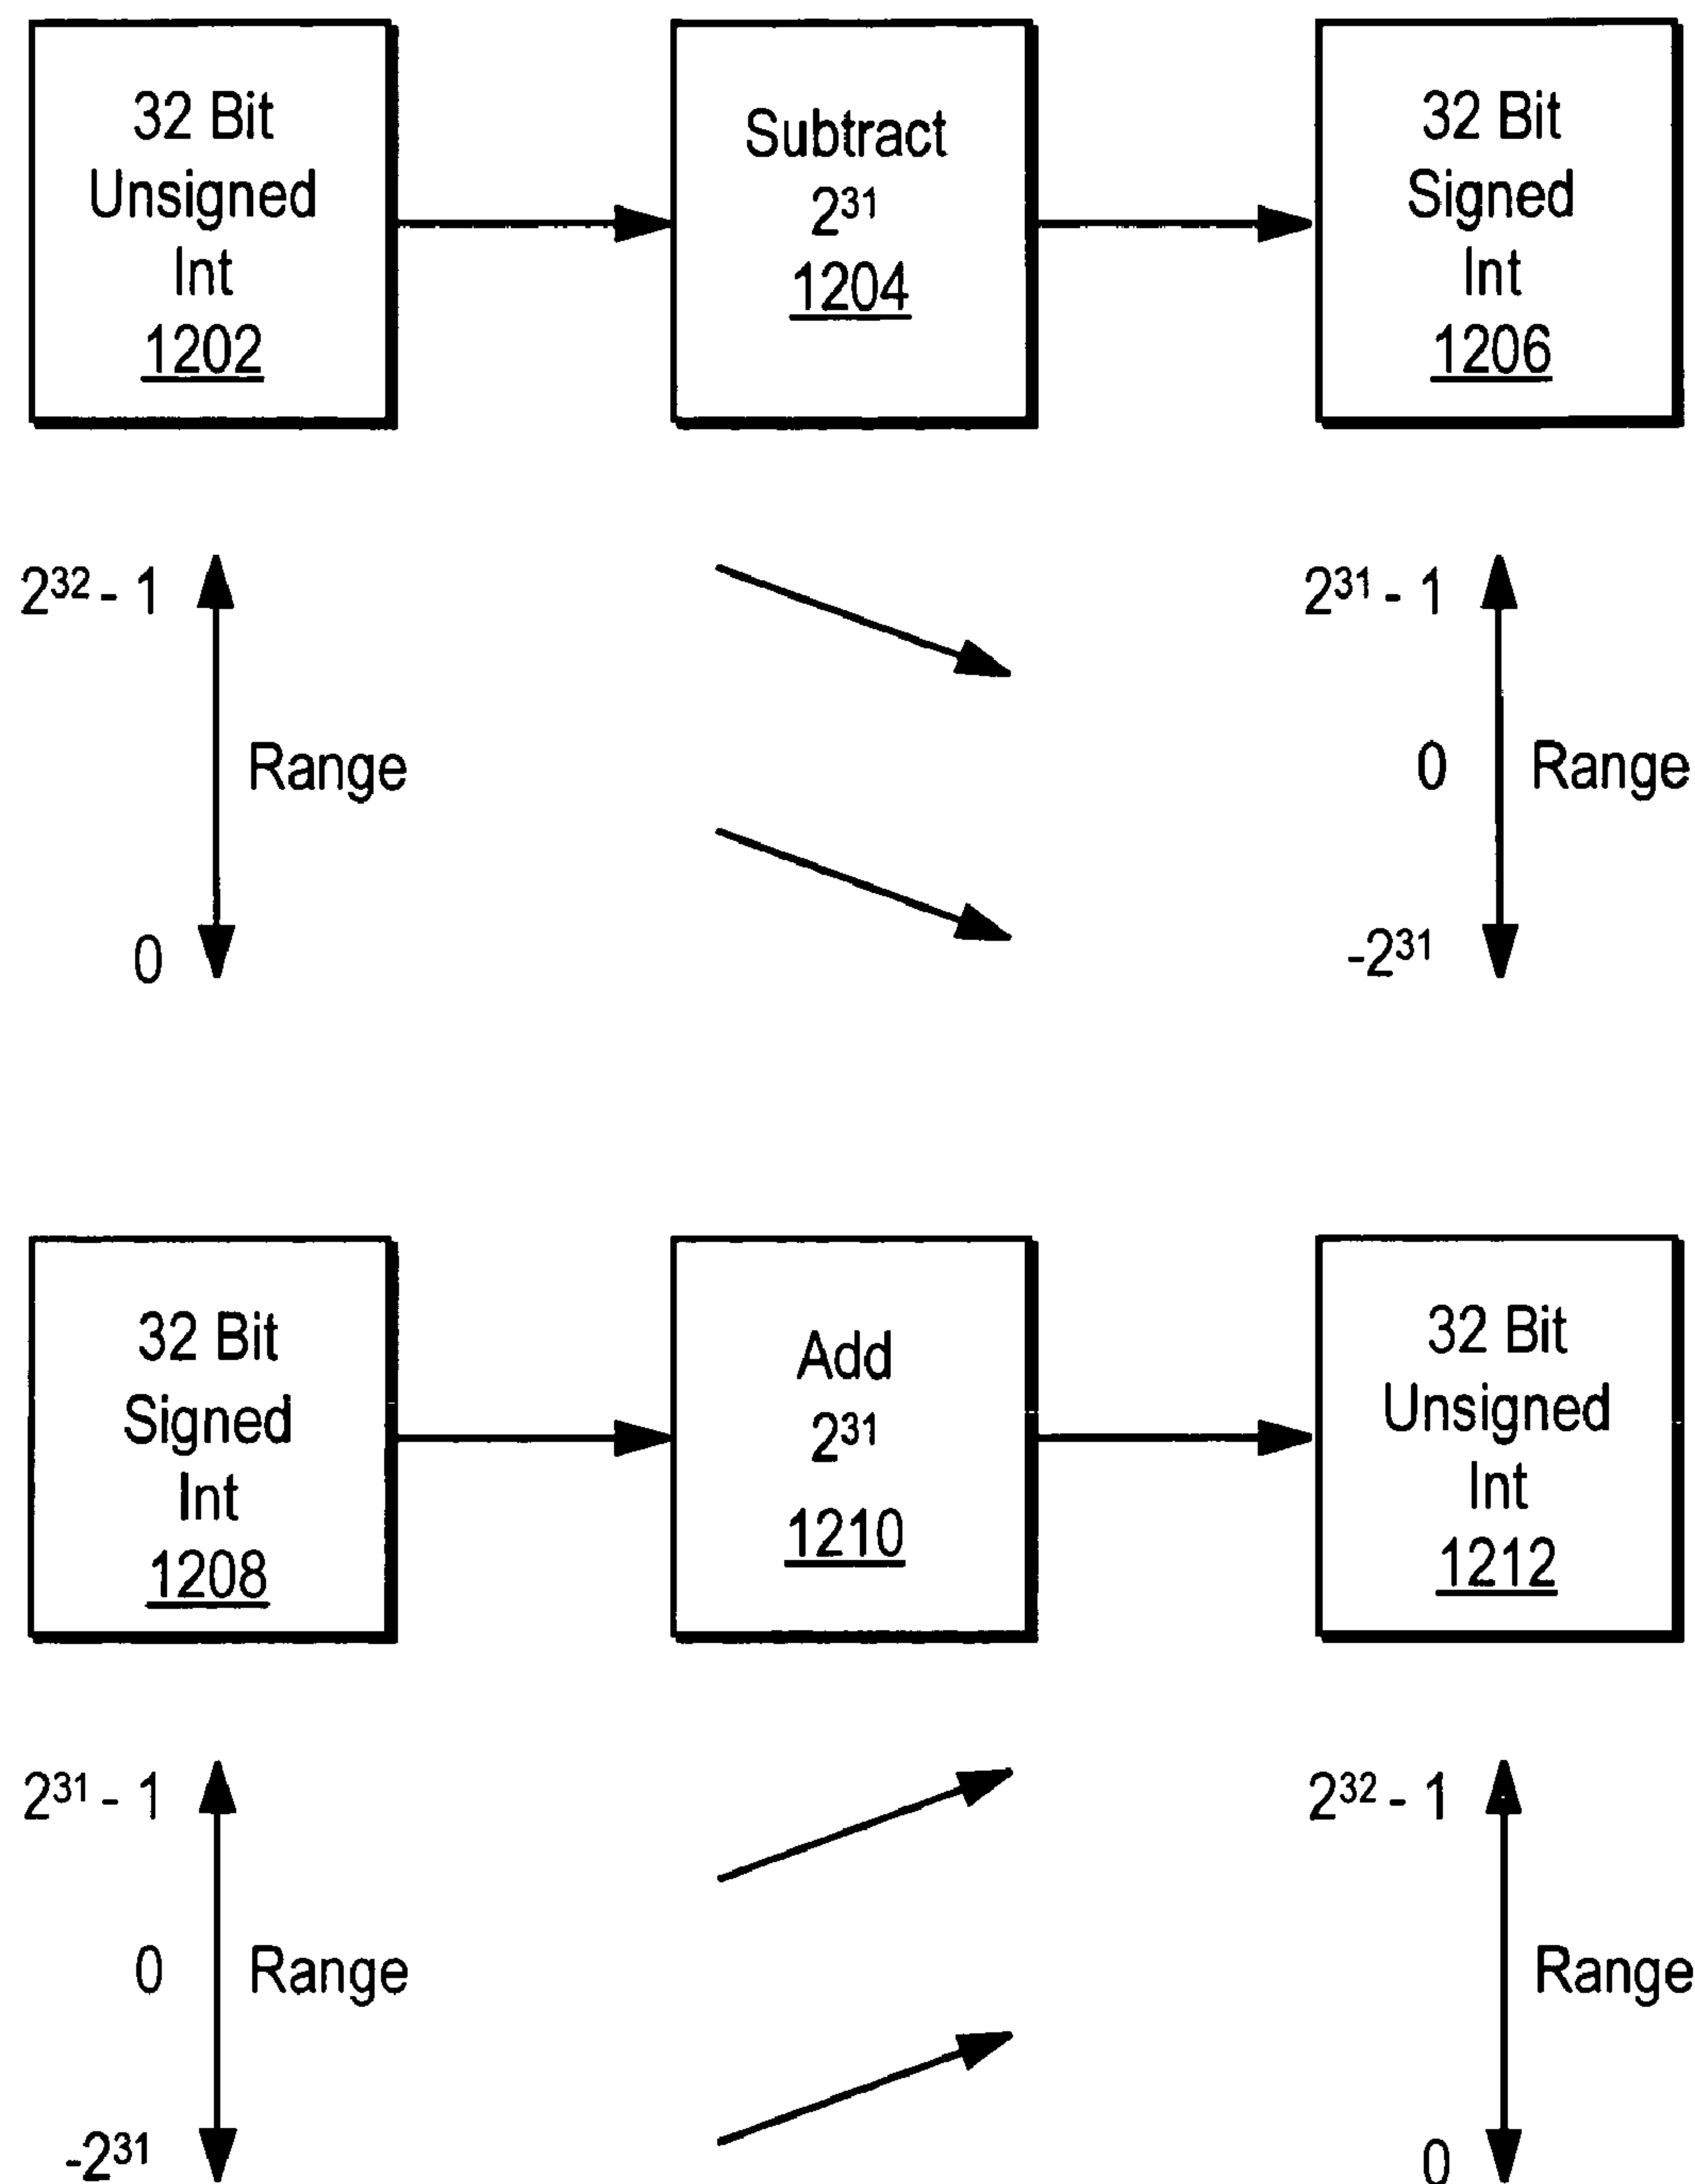 32 Bit
Unsigned
Int
1202
Subtract
2³¹
1204
32 Bit
Signed
Int
1206
2³² - 1
Range
0
2³¹ - 1
0
Range
-2³¹
32 Bit
Signed
Int
1208
Add
2³¹
1210
32 Bit
Unsigned
Int
1212
2³¹ - 1
0
Range
-2³¹
2³² - 1
Range
0